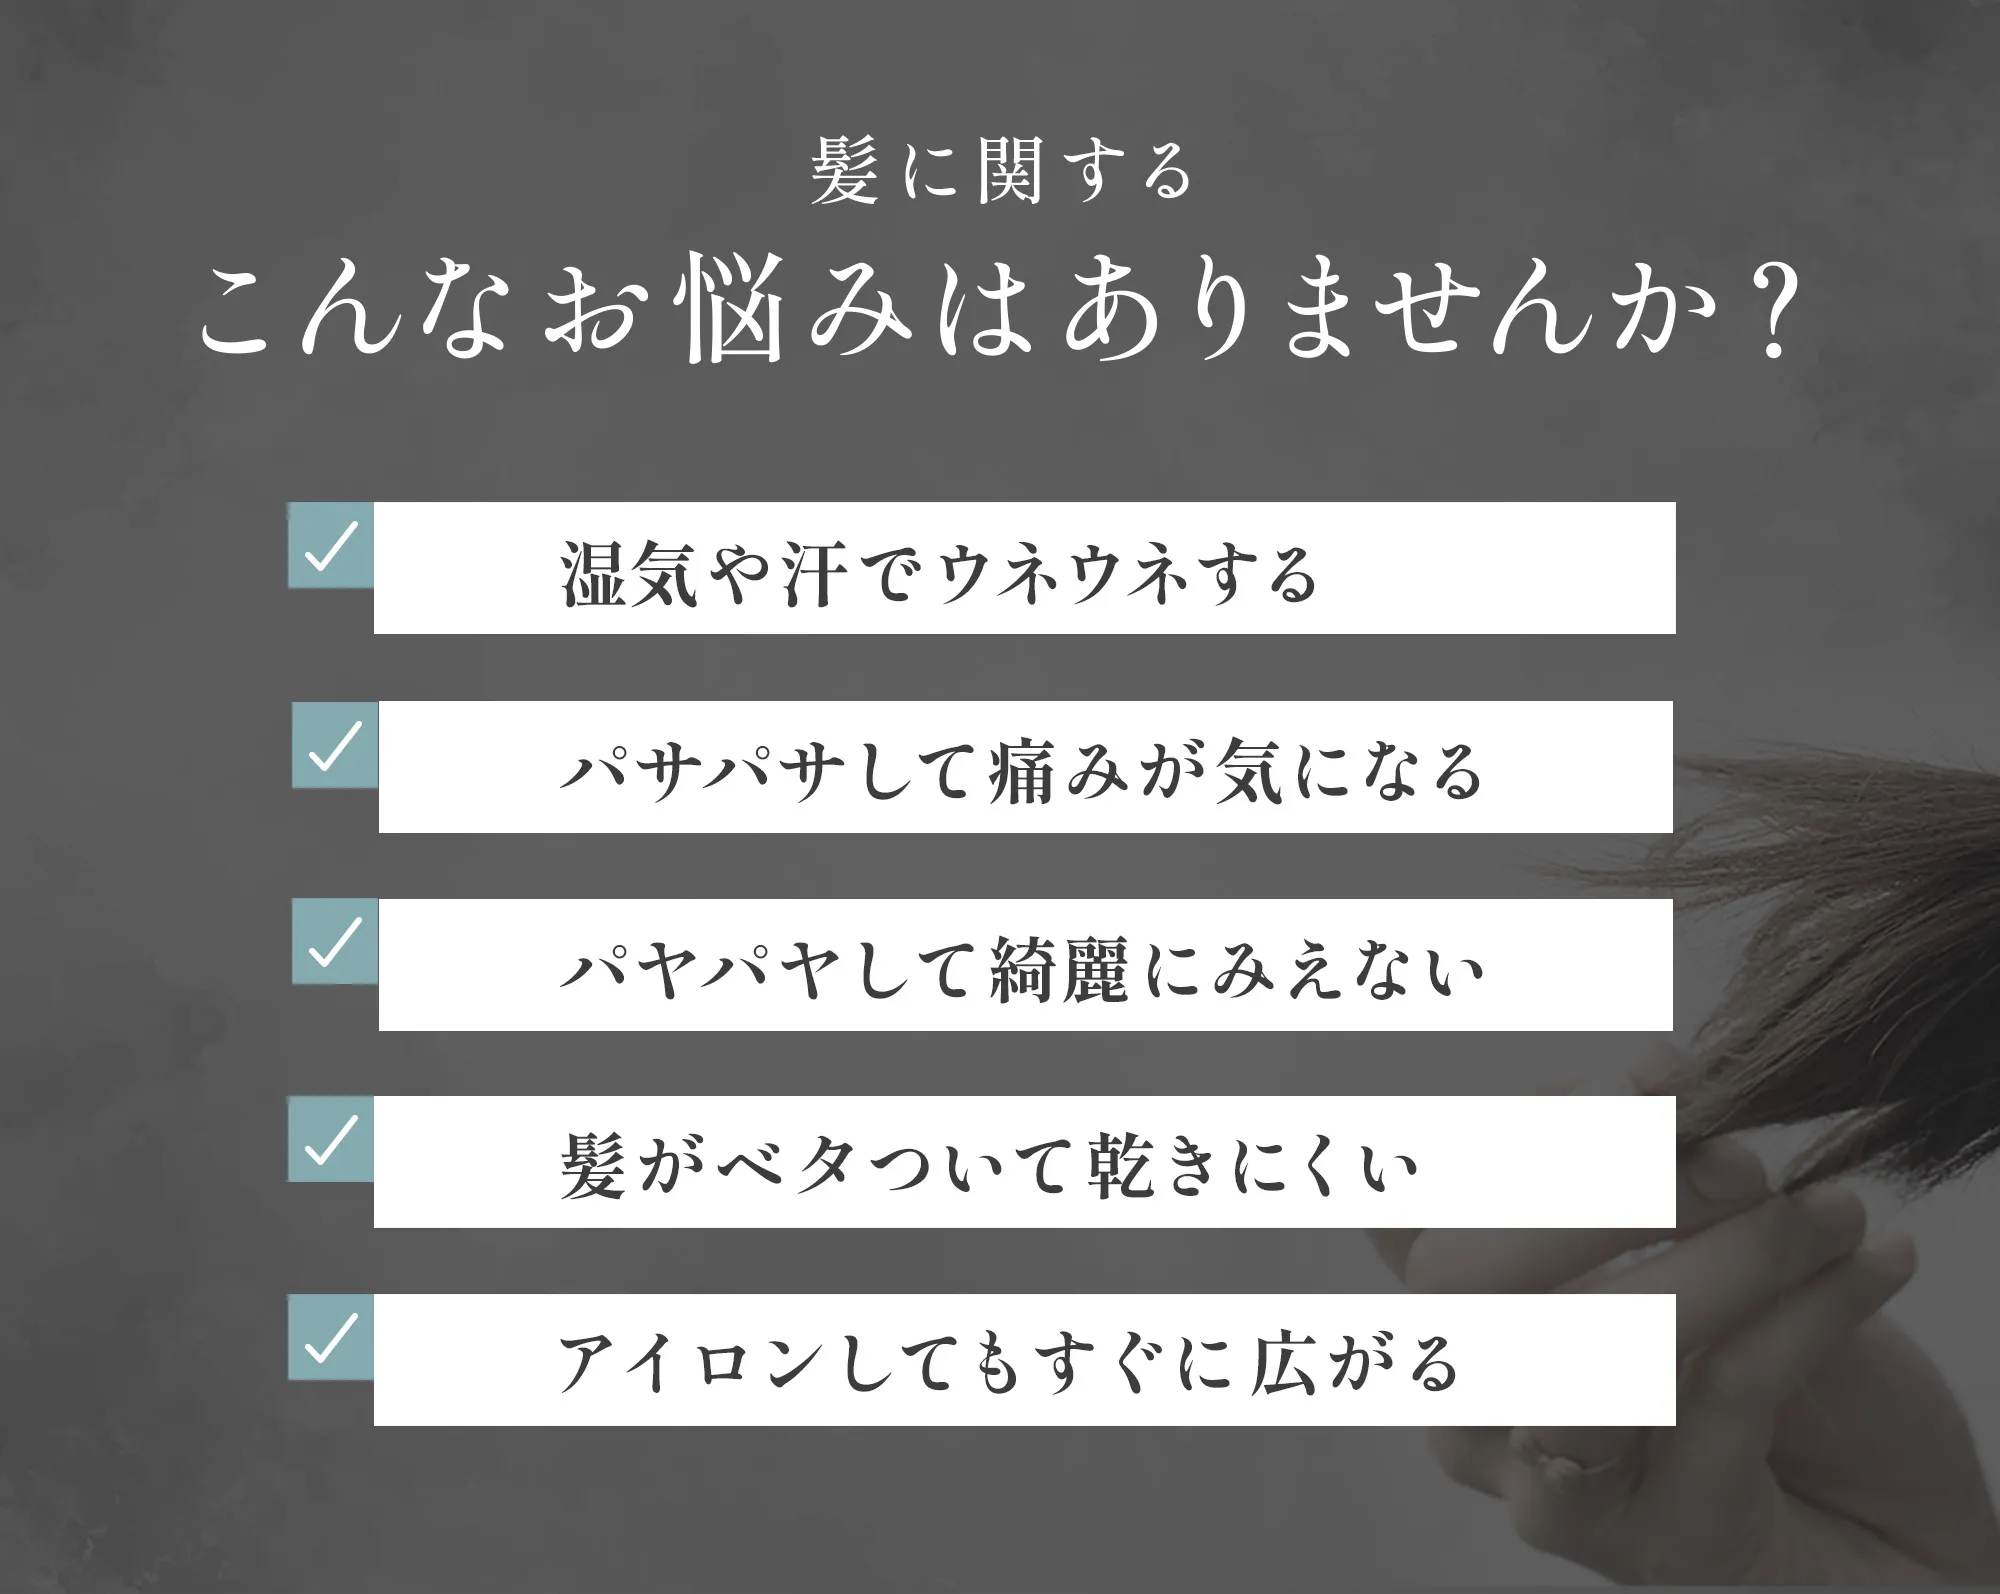 髪に関する
こんなお悩みはありませんか？
湿気や汗でウネウネする
パサパサして痛みが気になる
パヤパヤして綺麗にみえない
髪がベタついて乾きにくい
アイロンしてもすぐに広がる